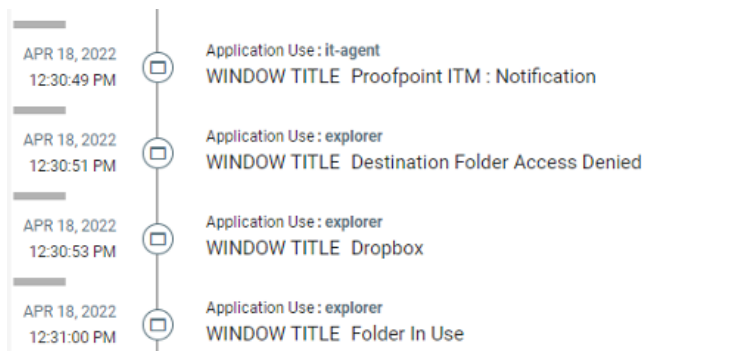 APR 18, 2022
12:30:49 PM
Application Use : it-agent
WINDOW TITLE Proofpoint ITM : Notification
APR 18, 2022
12:30:51 PM
Application Use : explorer
WINDOW TITLE Destination Folder Access Denied
APR 18, 2022
12:30:53 PM
Application Use : explorer
WINDOW TITLE Dropbox
APR 18, 2022
12:31:00 PM
Application Use : explorer
WINDOW TITLE Folder In Use